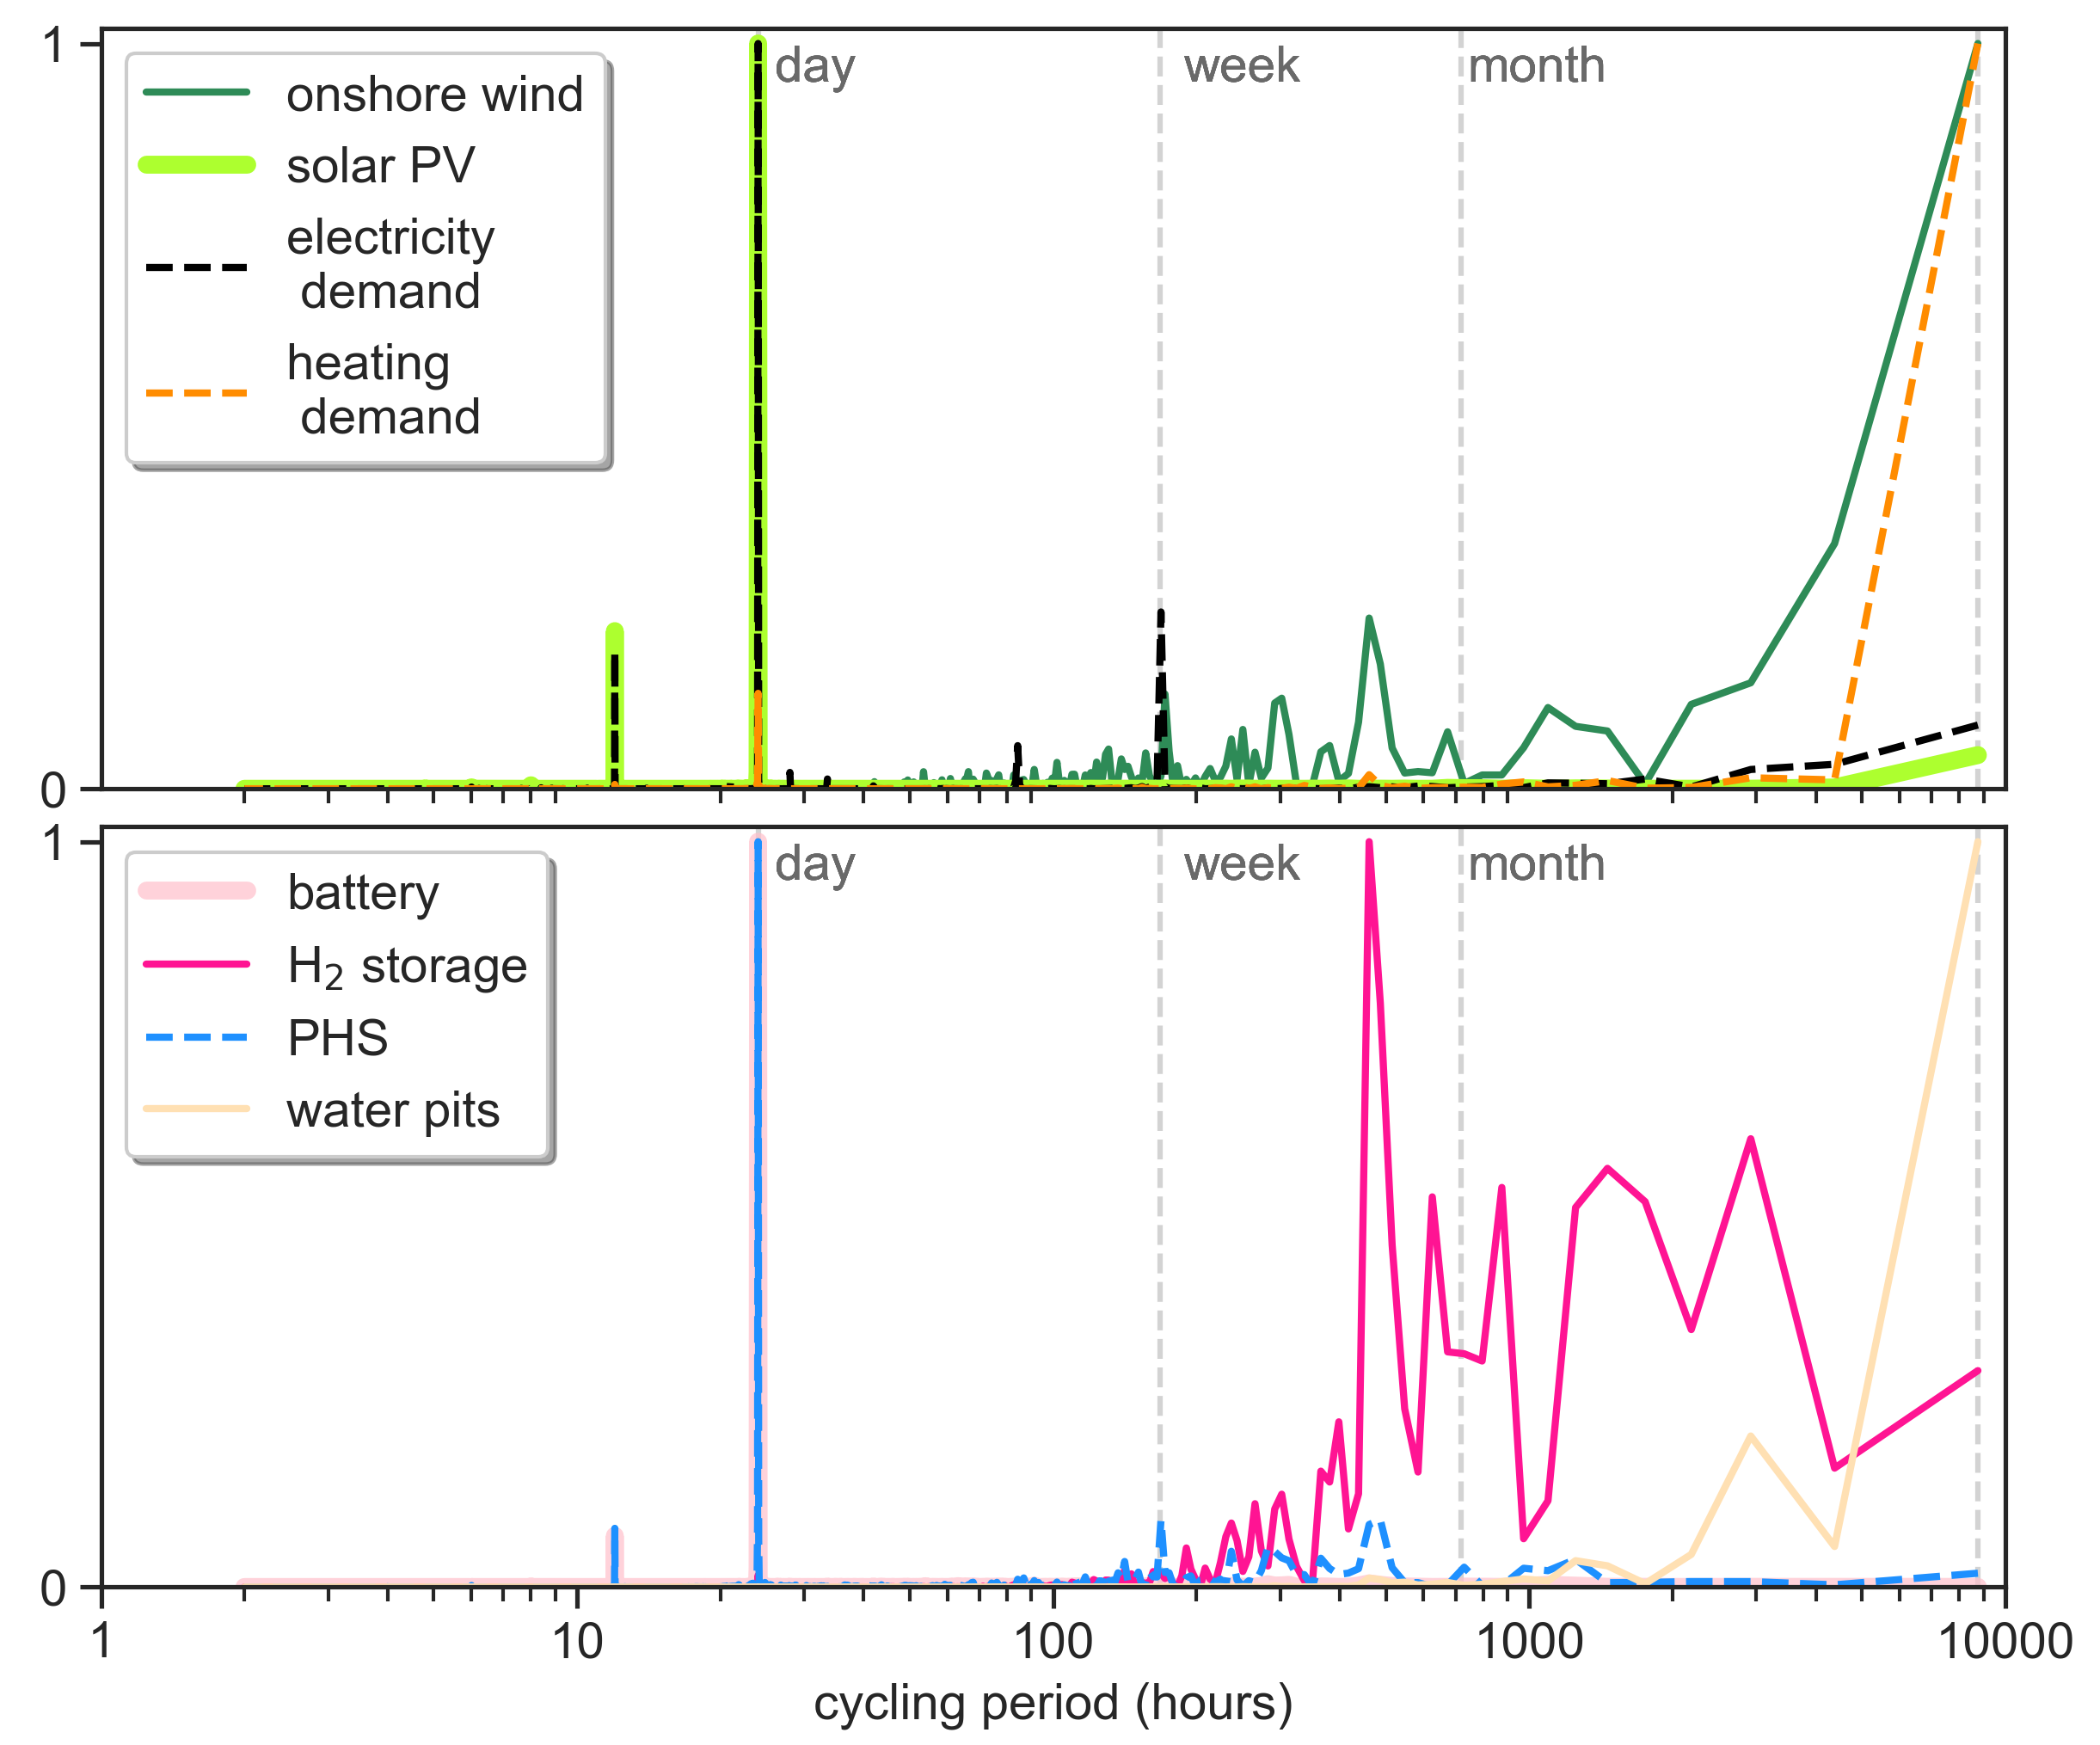 1
day
week
month
onshore wind
solar PV
electricity
demand
heating
demand
0
1
day
week
month
battery
H₂ storage
PHS
water pits
0
1
10
100
1000
10000
cycling period (hours)